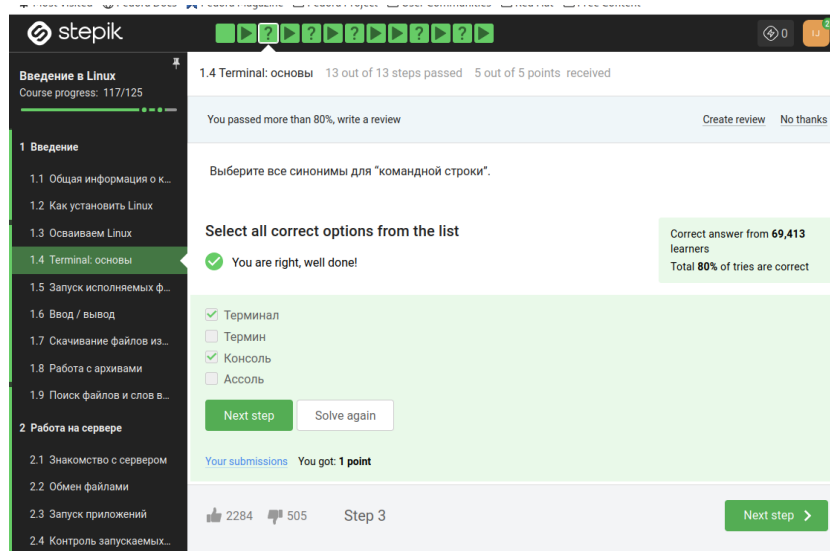 stepik
0
2
IJ
Введение в Linux
Course progress: 117/125
1.4 Terminal: основы 13 out of 13 steps passed 5 out of 5 points received
You passed more than 80%, write a review Create review No thanks
1 Введение
1.1 Общая информация о к...
1.2 Как установить Linux
1.3 Осваиваем Linux
1.4 Terminal: основы
1.5 Запуск исполняемых ф...
1.6 Ввод / вывод
1.7 Скачивание файлов из...
1.8 Работа с архивами
1.9 Поиск файлов и слов в...
2 Работа на сервере
2.1 Знакомство с сервером
2.2 Обмен файлами
2.3 Запуск приложений
2.4 Контроль запускаемых...
Выберите все синонимы для “командной строки”.
Select all correct options from the list
You are right, well done!
Correct answer from 69,413
learners
Total 80% of tries are correct
Терминал
Термин
Консоль
Ассоль
Next step Solve again
Your submissions You got: 1 point
2284 505 Step 3
Next step